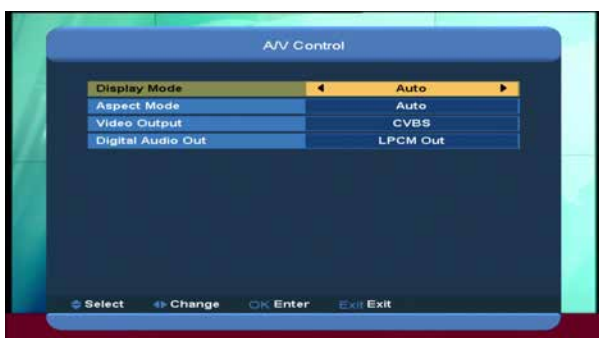 A/V Control
Display Mode Auto
Aspect Mode Auto
Video Output CVBS
Digital Audio Out LPCM Out
Select Change OK Enter Exit Exit